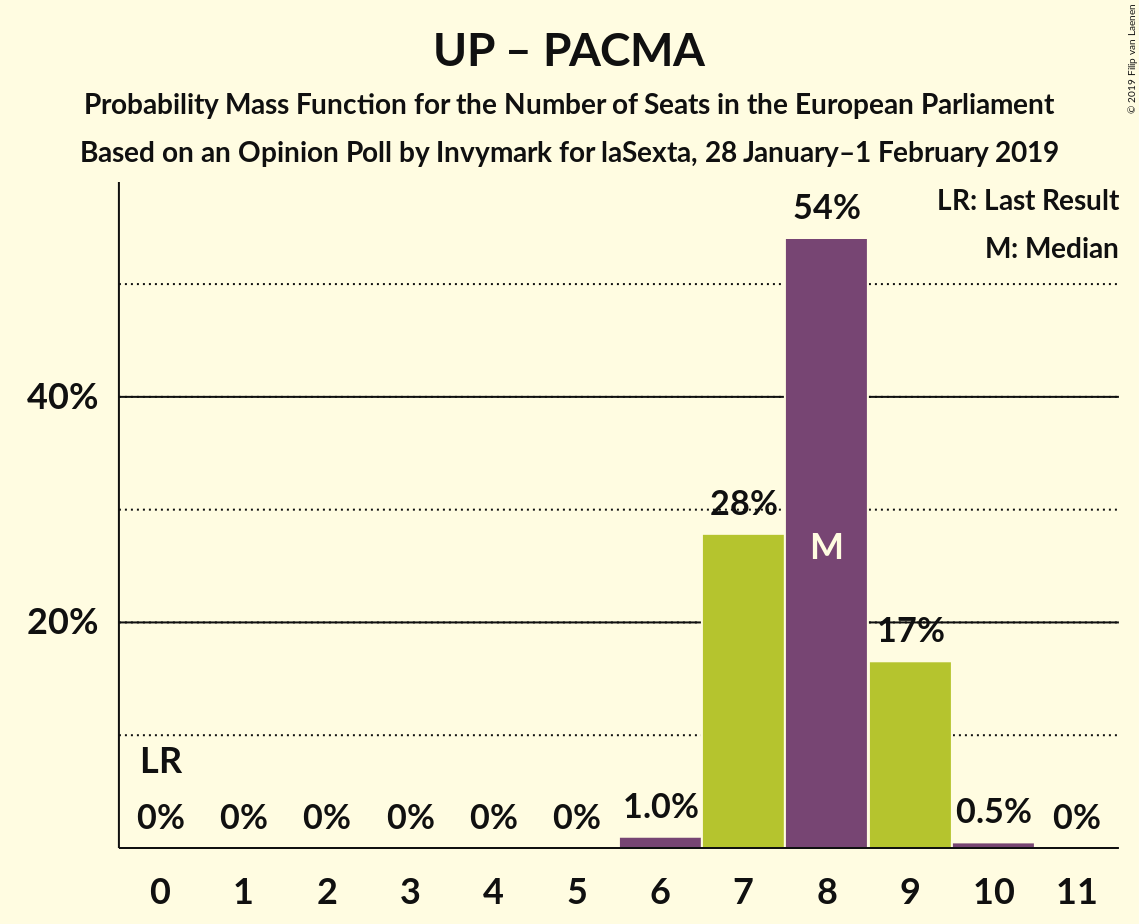 UP – PACMA
Probability Mass Function for the Number of Seats in the European Parliament
Based on an Opinion Poll by Invymark for laSexta, 28 January–1 February 2019
© 2019 Filip van Laenen
LR: Last Result
M: Median
54%
40%
28%
M
20%
17%
LR
0% 0% 0% 0% 0% 0% 1.0% 0.5% 0%
0 1 2 3 4 5 6 7 8 9 10 11